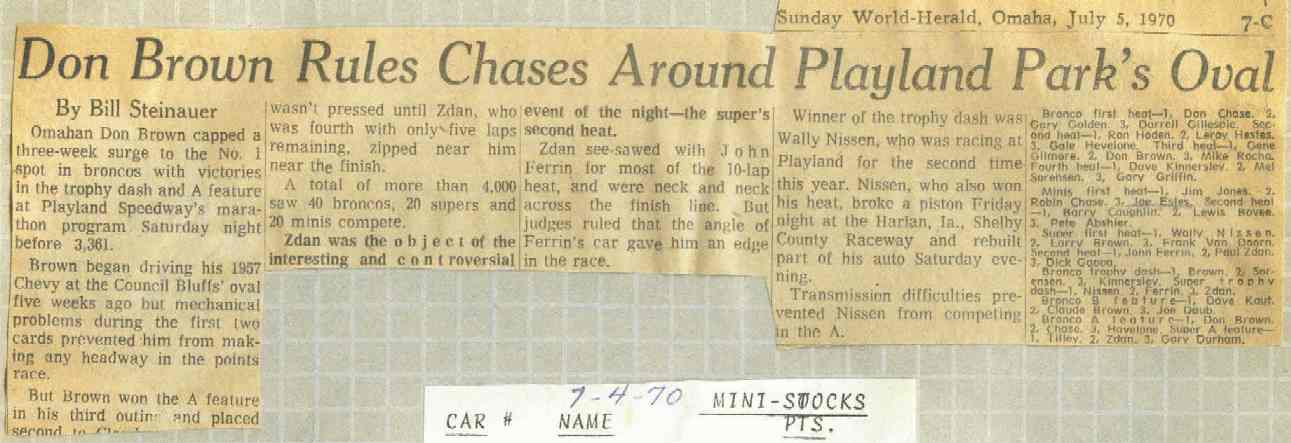 Sunday World-Herald, Omaha, July 5, 1970 7-C
Don Brown Rules Chases Around Playland Park's Oval
By Bill Steinauer
Omahan Don Brown capped a
three-week surge to the No. 1
spot in broncos with victories
in the trophy dash and A feature
at Playland Speedway's mara-
thon program Saturday night
before 3,361.
Brown began driving his 1957
Chevy at the Council Bluffs' oval
five weeks ago but mechanical
problems during the first two
cards prevented him from mak-
ing any headway in the points
race.
But Brown won the A feature
in his third outing and placed
second to
wasn't pressed until Zdan, who
was fourth with only five laps
remaining, zipped near him
near the finish.
A total of more than 4,000
saw 40 broncos, 20 supers and
20 minis compete.
Zdan was the object of the
interesting and controversial
event of the night—the super's
second heat.
Zdan see-sawed with John
Ferrin for most of the 10-lap
heat, and were neck and neck
across the finish line. But
judges ruled that the angle of
Ferrin's car gave him an edge
in the race.
Winner of the trophy dash was
Wally Nissen, who was racing at
Playland for the second time
this year. Nissen, who also won
his heat, broke a piston Friday
night at the Harlan, Ia., Shelby
County Raceway and rebuilt
part of his auto Saturday eve-
ning.
Transmission difficulties pre-
vented Nissen from competing
in the A.
Bronco first heat—1, Don Chase. 2,
Gary Golden. 3, Darrell Gillespie. Sec-
ond heat—1, Ron Haden. 2, Leroy Hastes.
3, Gale Hevelone. Third heat—1, Gene
Gilmore. 2, Don Brown. 3, Mike Rocha.
Fourth heat—1, Dave Kinnersley. 2, Mel
Sorensen. 3, Gary Griffin.
Minis first heat—1, Jim Jones. 2,
Robin Chase. 3, Joe Estes. Second heat
—1, Barry Caughlin. 2, Lewis Bovee.
3, Pete Abshier.
Super first heat—1, Wally Nissen.
2, Larry Brown. 3, Frank Van Doorn.
Second heat—1, John Ferrin, 2, Paul Zdan.
3, Dick
Bronco trophy dash—1, Brown. 2, Sor-
ensen. 3, Kinnersley. Super trophy
dash—1, Nissen. 2, Ferrin. 3, Zdan.
Bronco B feature—1, Dave Kaut.
2, Claude Brown. 3, Joe Daub.
Bronco A feature—1, Don Brown.
2, Chase. 3, Havelone. Super A feature—
1, Tilley. 2, Zdan. 3, Gary Durham.
7-4-70 MINI-STOCKS
CAR # NAME PTS.